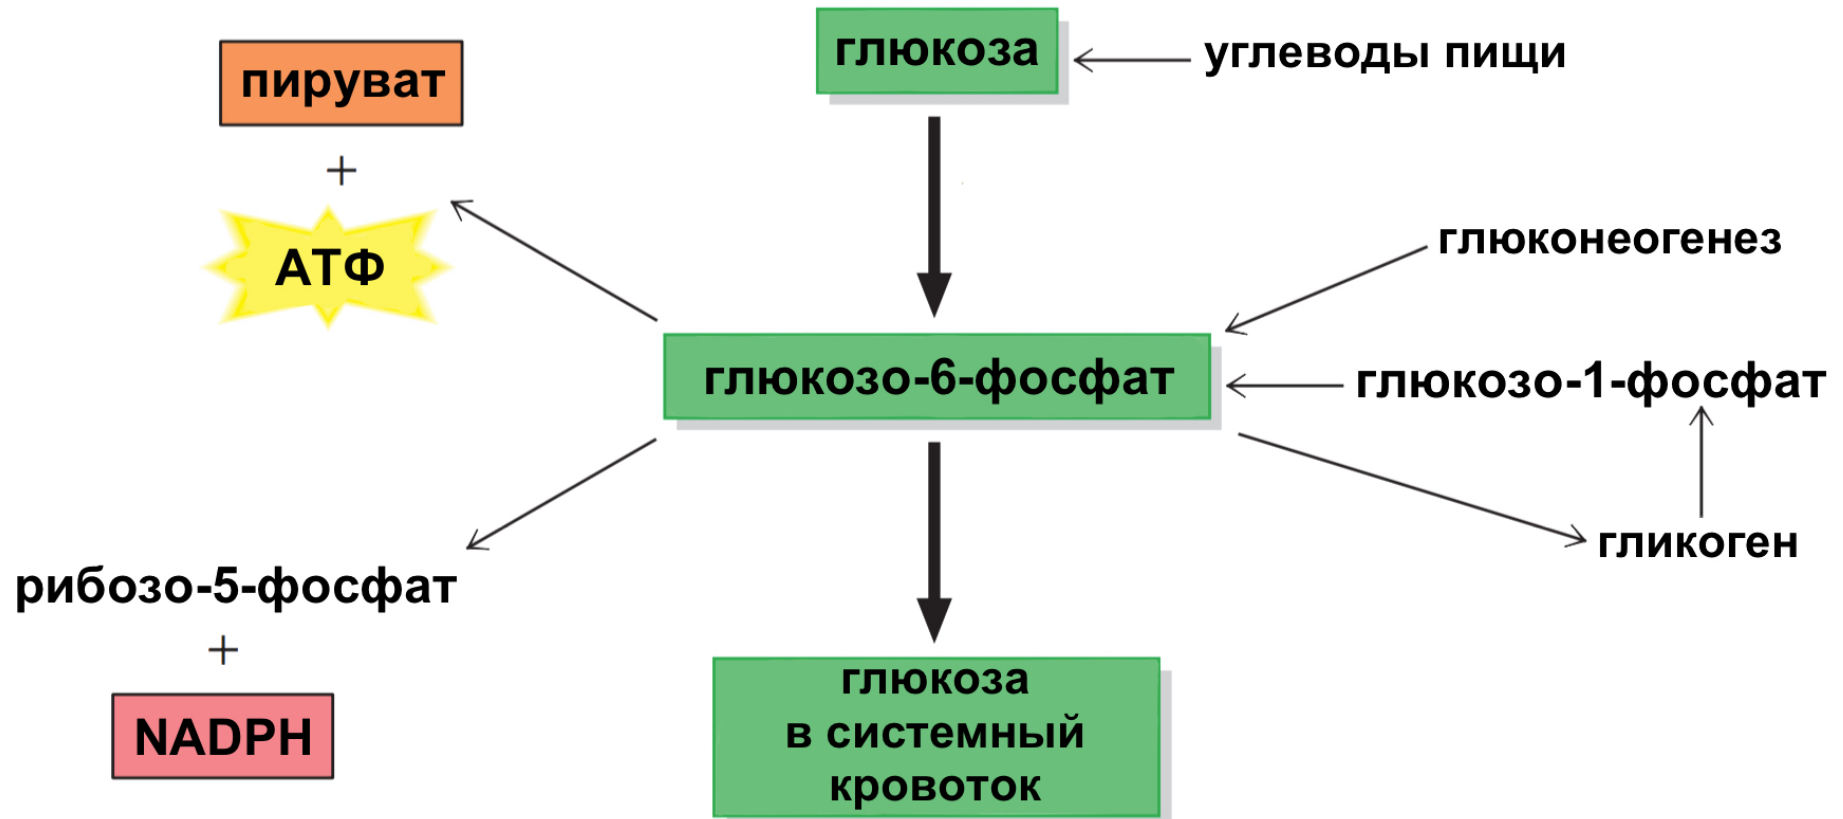 глюкоза
углеводы пищи
пируват
+
АТФ
глюконеогенез
глюкозо-6-фосфат
глюкозо-1-фосфат
гликоген
рибозо-5-фосфат
+
NADPH
глюкоза
в системный
кровоток